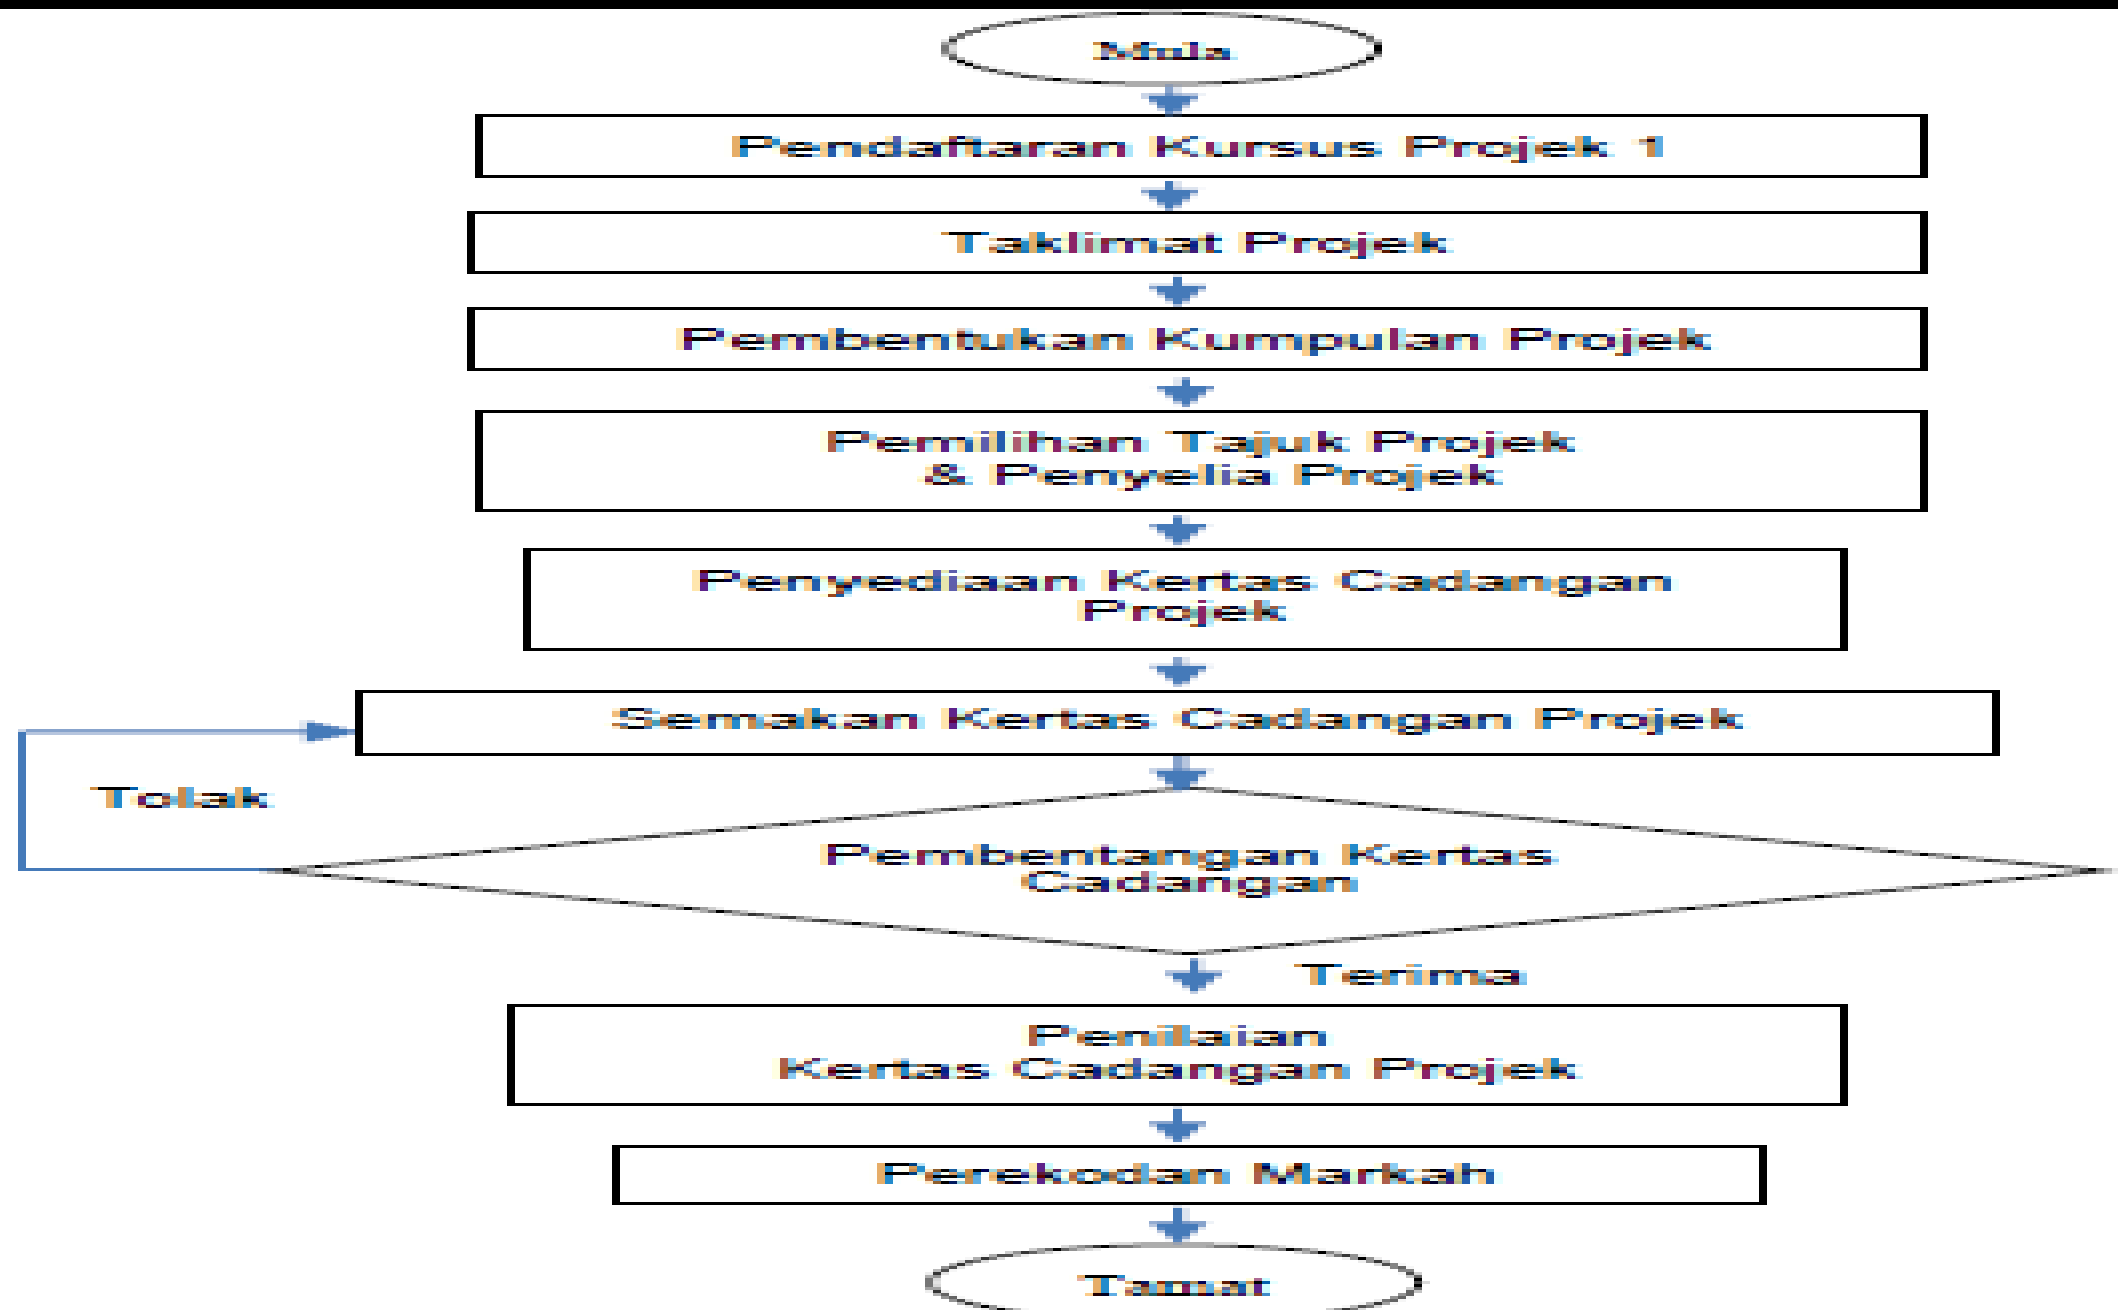 Mula
Pendaftaran Kursus Projek 1
Taklimat Projek
Pembentukan Kumpulan Projek
Pemilihan Tajuk Projek
& Penyelia Projek
Penyediaan Kertas Cadangan
Projek
Semakan Kertas Cadangan Projek
Tolak
Pembentangan Kertas
Cadangan
Terima
Penilaian
Kertas Cadangan Projek
Perekodan Markah
Tamat